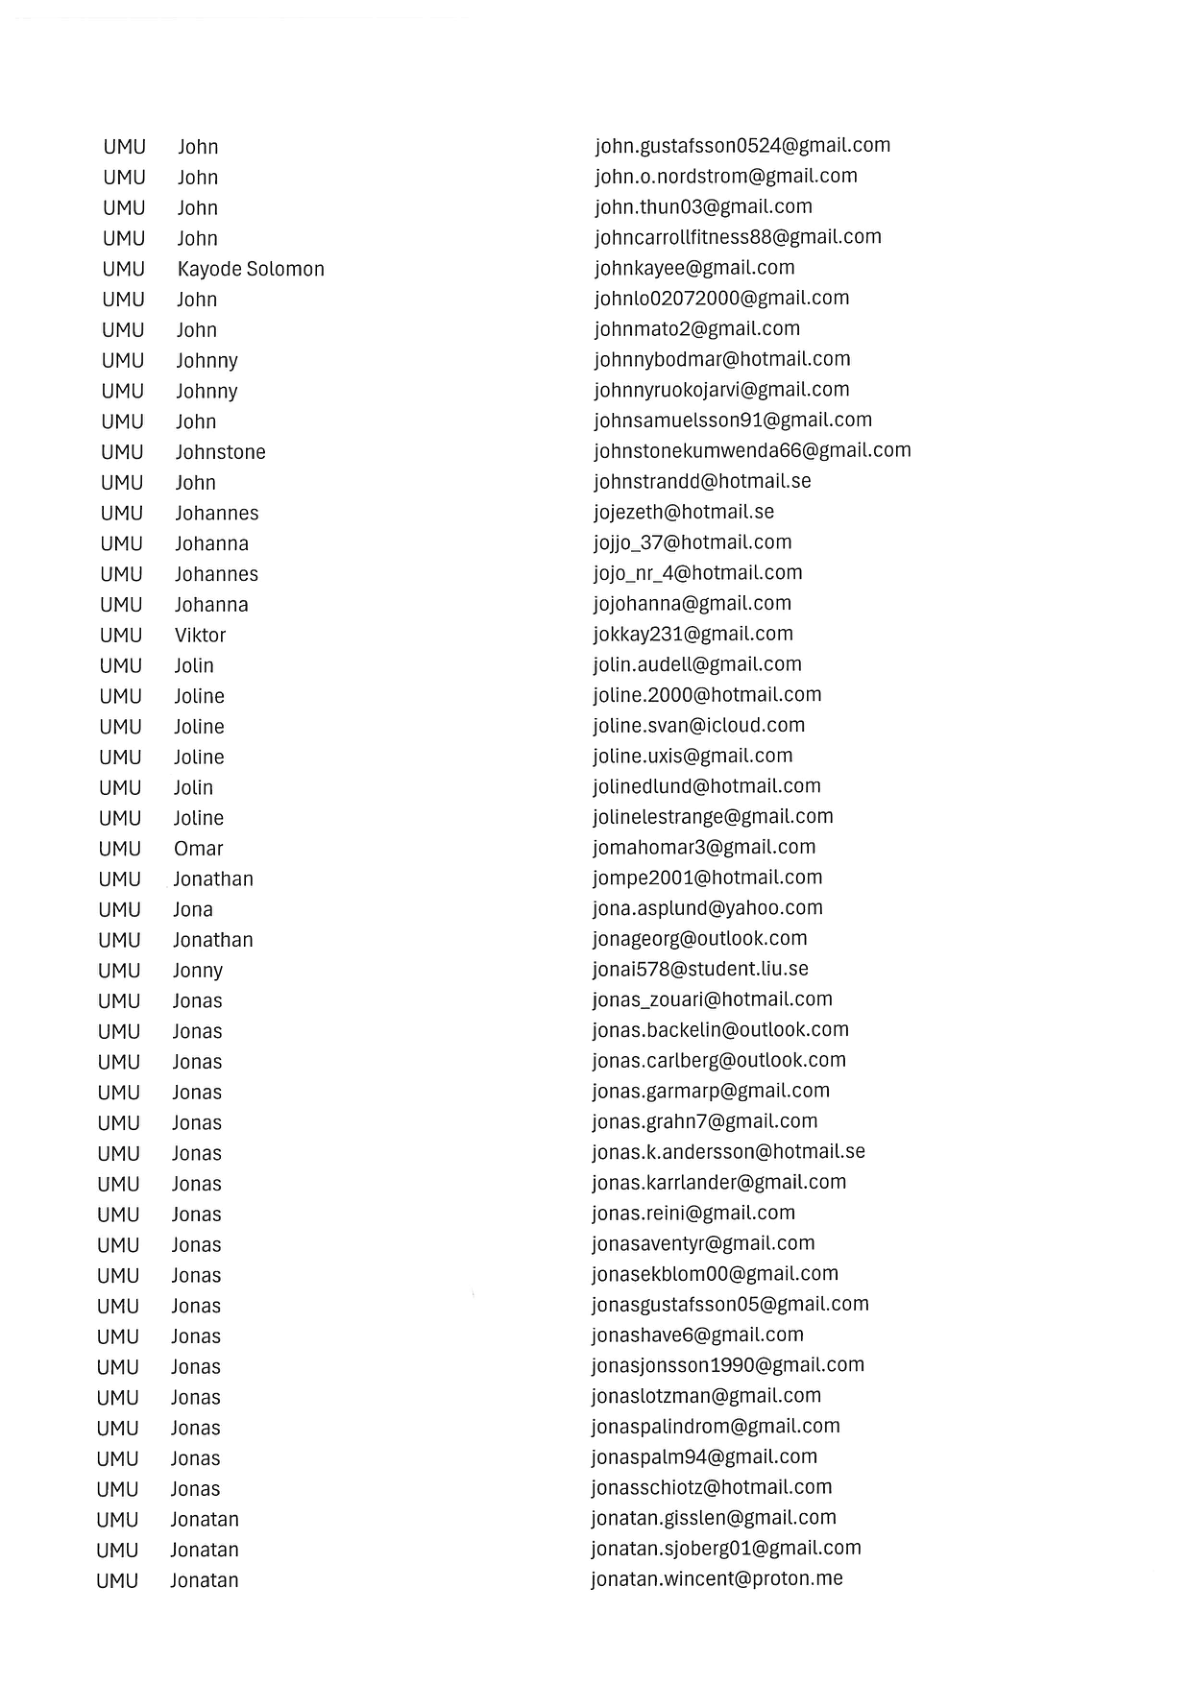 UMU John john.gustafsson0524@gmail.com
UMU John john.o.nordstrom@gmail.com
UMU John john.thun03@gmail.com
UMU John johncarrollfitness88@gmail.com
UMU Kayode Solomon johnkayee@gmail.com
UMU John johnlo02072000@gmail.com
UMU John johnmato2@gmail.com
UMU Johnny johnnybodmar@hotmail.com
UMU Johnny johnnyruokojarvi@gmail.com
UMU John johnsamuelsson91@gmail.com
UMU Johnstone johnstonekumwenda66@gmail.com
UMU John johnstrandd@hotmail.se
UMU Johannes jojezeth@hotmail.se
UMU Johanna jojjo_37@hotmail.com
UMU Johannes jojo_nr_4@hotmail.com
UMU Johanna jojohanna@gmail.com
UMU Viktor jokkay231@gmail.com
UMU Jolin jolin.audell@gmail.com
UMU Joline joline.2000@hotmail.com
UMU Joline joline.svan@icloud.com
UMU Joline joline.uxis@gmail.com
UMU Jolin jolinedlund@hotmail.com
UMU Joline jolinelestrange@gmail.com
UMU Omar jomahomar3@gmail.com
UMU Jonathan jompe2001@hotmail.com
UMU Jona jona.asplund@yahoo.com
UMU Jonathan jonageorg@outlook.com
UMU Jonny jonai578@student.liu.se
UMU Jonas jonas_zouari@hotmail.com
UMU Jonas jonas.backelin@outlook.com
UMU Jonas jonas.carlberg@outlook.com
UMU Jonas jonas.garmarp@gmail.com
UMU Jonas jonas.grahn7@gmail.com
UMU Jonas jonas.k.andersson@hotmail.se
UMU Jonas jonas.karrlander@gmail.com
UMU Jonas jonas.reini@gmail.com
UMU Jonas jonasaventyr@gmail.com
UMU Jonas jonasekblom00@gmail.com
UMU Jonas jonasgustafsson05@gmail.com
UMU Jonas jonashave6@gmail.com
UMU Jonas jonasjonsson1990@gmail.com
UMU Jonas jonaslotzman@gmail.com
UMU Jonas jonaspalindrom@gmail.com
UMU Jonas jonaspalm94@gmail.com
UMU Jonas jonasschiotz@hotmail.com
UMU Jonatan jonatan.gisslen@gmail.com
UMU Jonatan jonatan.sjoberg01@gmail.com
UMU Jonatan jonatan.wincent@proton.me